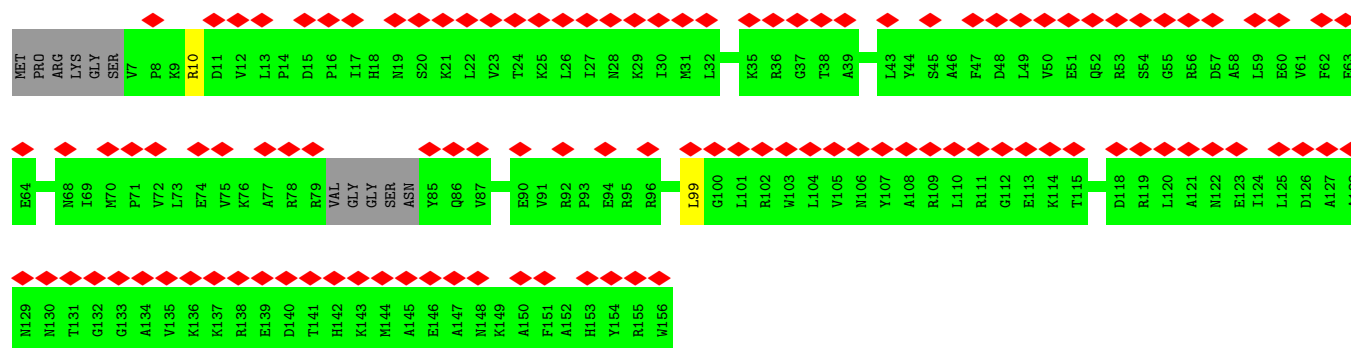 MET PRO ARG LYS GLY SER V7 P8 K9 R10 D11 V12 L13 P14 D15 P16 I17 H18 N19 S20 K21 L22 V23 T24 K25 L26 I27 N28 K29 I30 M31 L32 K35 R36 G37 T38 A39 L43 Y44 S45 A46 F47 D48 L49 V50 E51 Q52 R53 S54 G55 R56 D57 A58 L59 E60 V61 F62 E63
E64 N68 I69 M70 P71 V72 L73 E74 V75 K76 A77 R78 R79 VAL GLY GLY SER ASN Y85 Q86 V87 E90 V91 R92 P93 E94 R95 R96 L99 G100 L101 R102 W103 L104 V105 N106 Y107 A108 R109 L110 R111 G112 E113 K114 T115 D118 R119 L120 A121 N122 E123 I124 L125 D126 A127
N129 N130 T131 G132 G133 A134 V135 K136 K137 R138 E139 D140 T141 H142 K143 M144 A145 E146 A147 N148 K149 A150 F151 A152 H153 Y154 R155 W156